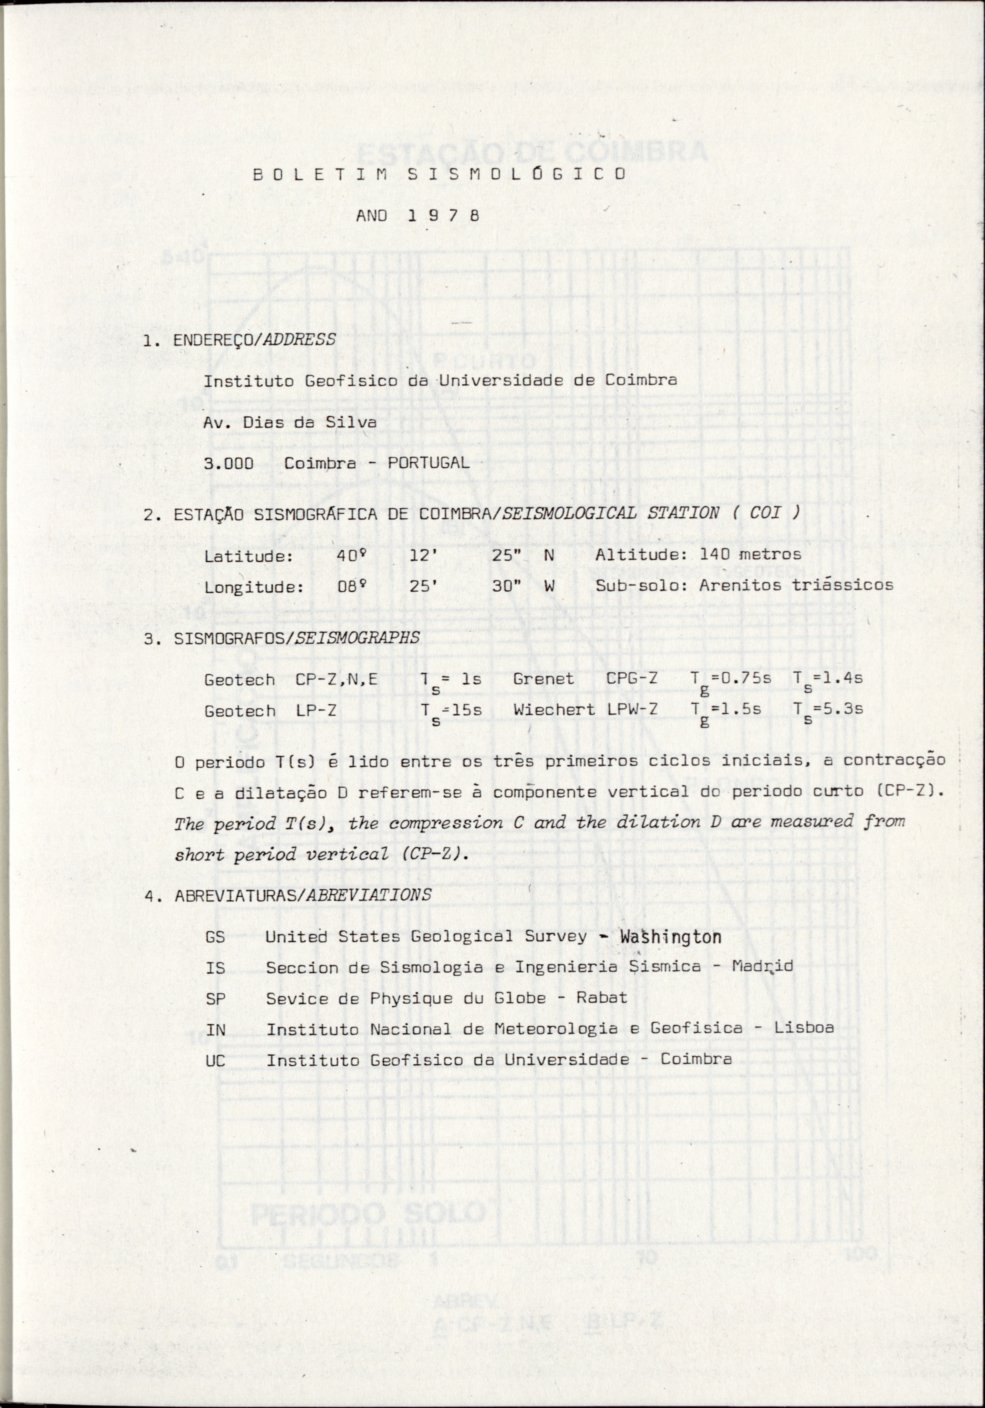 BOLETIM SISMOLÓGICO
ANO 1978
1. ENDEREÇO/ADDRESS
Instituto Geofisico da Universidade de Coimbra
Av. Dias da Silva
3.000 Coimbra - PORTUGAL
2. ESTAÇÃO SISMOGRÁFICA DE COIMBRA/SEISMOLOGICAL STATION ( COI )
Latitude: 40º 12' 25" N Altitude: 140 metros
Longitude: 08º 25' 30" W Sub-solo: Arenitos triássicos
3. SISMOGRAFOS/SEISMOGRAPHS
Geotech CP-Z,N,E Ts= 1s Grenet CPG-Z Tg=0.75s Ts=1.4s
Geotech LP-Z Ts=15s Wiechert LPW-Z Tg=1.5s Ts=5.3s
O periodo T(s) é lido entre os três primeiros ciclos iniciais, a contracção
C e a dilatação D referem-se à componente vertical do periodo curto (CP-Z).
The period T(s), the compression C and the dilation D are measured from
short period vertical (CP-Z).
4. ABREVIATURAS/ABREVIATIONS
GS United States Geological Survey - Washington
IS Seccion de Sismologia e Ingenieria Sismica - Madrid
SP Sevice de Physique du Globe - Rabat
IN Instituto Nacional de Meteorologia e Geofisica - Lisboa
UC Instituto Geofisico da Universidade - Coimbra